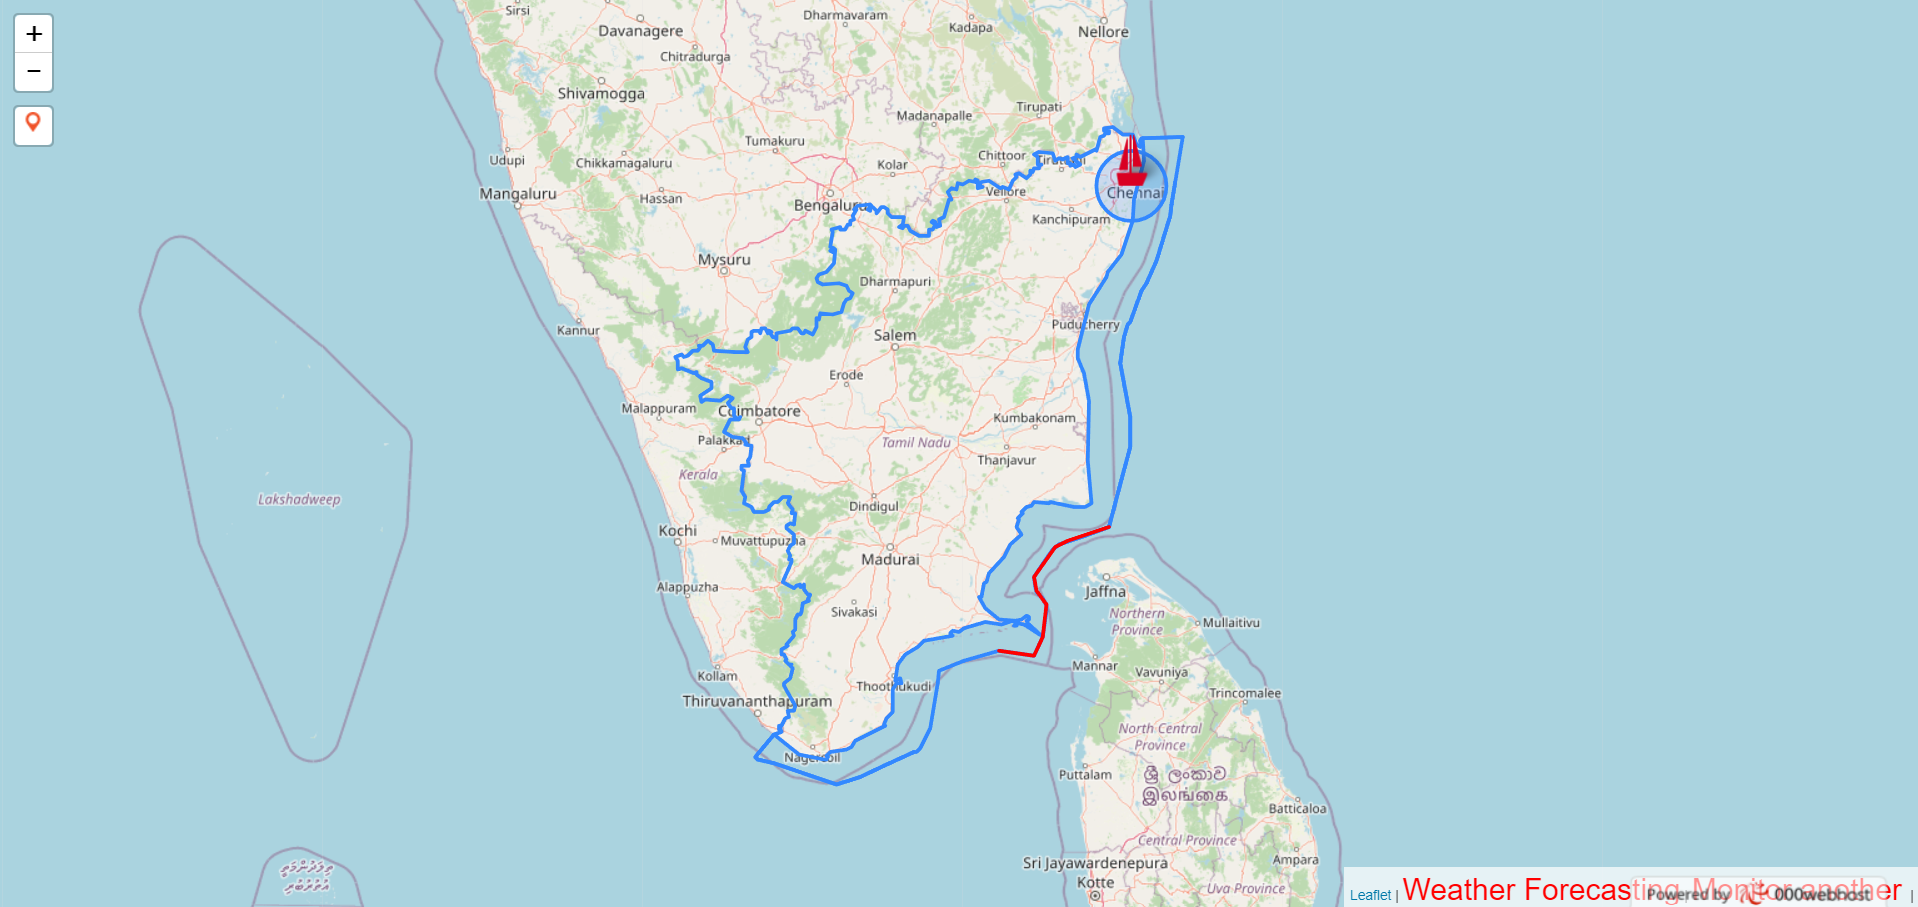 Sirsi
Davanagere
Dharmavaram
Kadapa
Nellore
Chitradurga
+
−
Shivamogga
Tirupati
Madanapalle
Tumakuru
Udupi
Chikkamagaluru
Kolar
Chittoor
Tiruttani
Mangaluru
Hassan
Bengaluru
Vellore
Chennai
Kanchipuram
Mysuru
Dharmapuri
Kannur
Salem
Puducherry
Erode
Malappuram
Coimbatore
Kumbakonam
Palakkad
Tamil Nadu
Thanjavur
Kerala
Lakshadweep
Dindigul
Kochi
Muvattupuzha
Madurai
Alappuzha
Jaffna
Sivakasi
Northern
Province
Mullaitivu
Kollam
Mannar
Vavuniya
Thoothukudi
Trincomalee
Thiruvananthapuram
North Central
Province
Nagercoil
Puttalam
ශ්‍රී ලංකාව
இலங்கை
Batticaloa
Central Province
Sri Jayawardenepura
Kotte
Ampara
Uva Province
Leaflet | Weather Forecasting Monitor another |
Powered by 000webhost